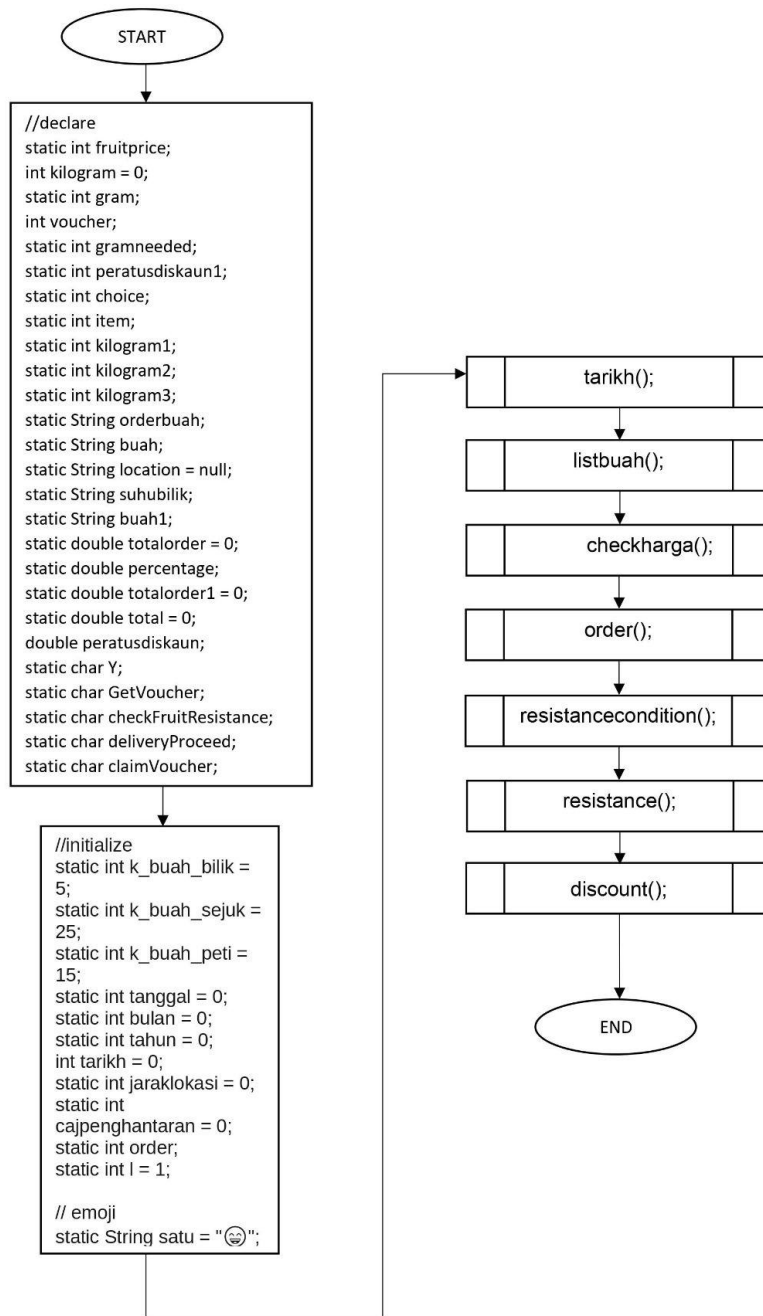 START
//declare
static int fruitprice;
int kilogram = 0;
static int gram;
int voucher;
static int gramneeded;
static int peratusdiskaun1;
static int choice;
static int item;
static int kilogram1;
static int kilogram2;
static int kilogram3;
static String orderbuah;
static String buah;
static String location = null;
static String suhubilik;
static String buah1;
static double totalorder = 0;
static double percentage;
static double totalorder1 = 0;
static double total = 0;
double peratusdiskaun;
static char Y;
static char GetVoucher;
static char checkFruitResistance;
static char deliveryProceed;
static char claimVoucher;
//initialize
static int k_buah_bilik =
5;
static int k_buah_sejuk =
25;
static int k_buah_peti =
15;
static int tanggal = 0;
static int bulan = 0;
static int tahun = 0;
int tarikh = 0;
static int jaraklokasi = 0;
static int
cajpenghantaran = 0;
static int order;
static int l = 1;
// emoji
static String satu = "😁";
tarikh();
listbuah();
checkharga();
order();
resistancecondition();
resistance();
discount();
END